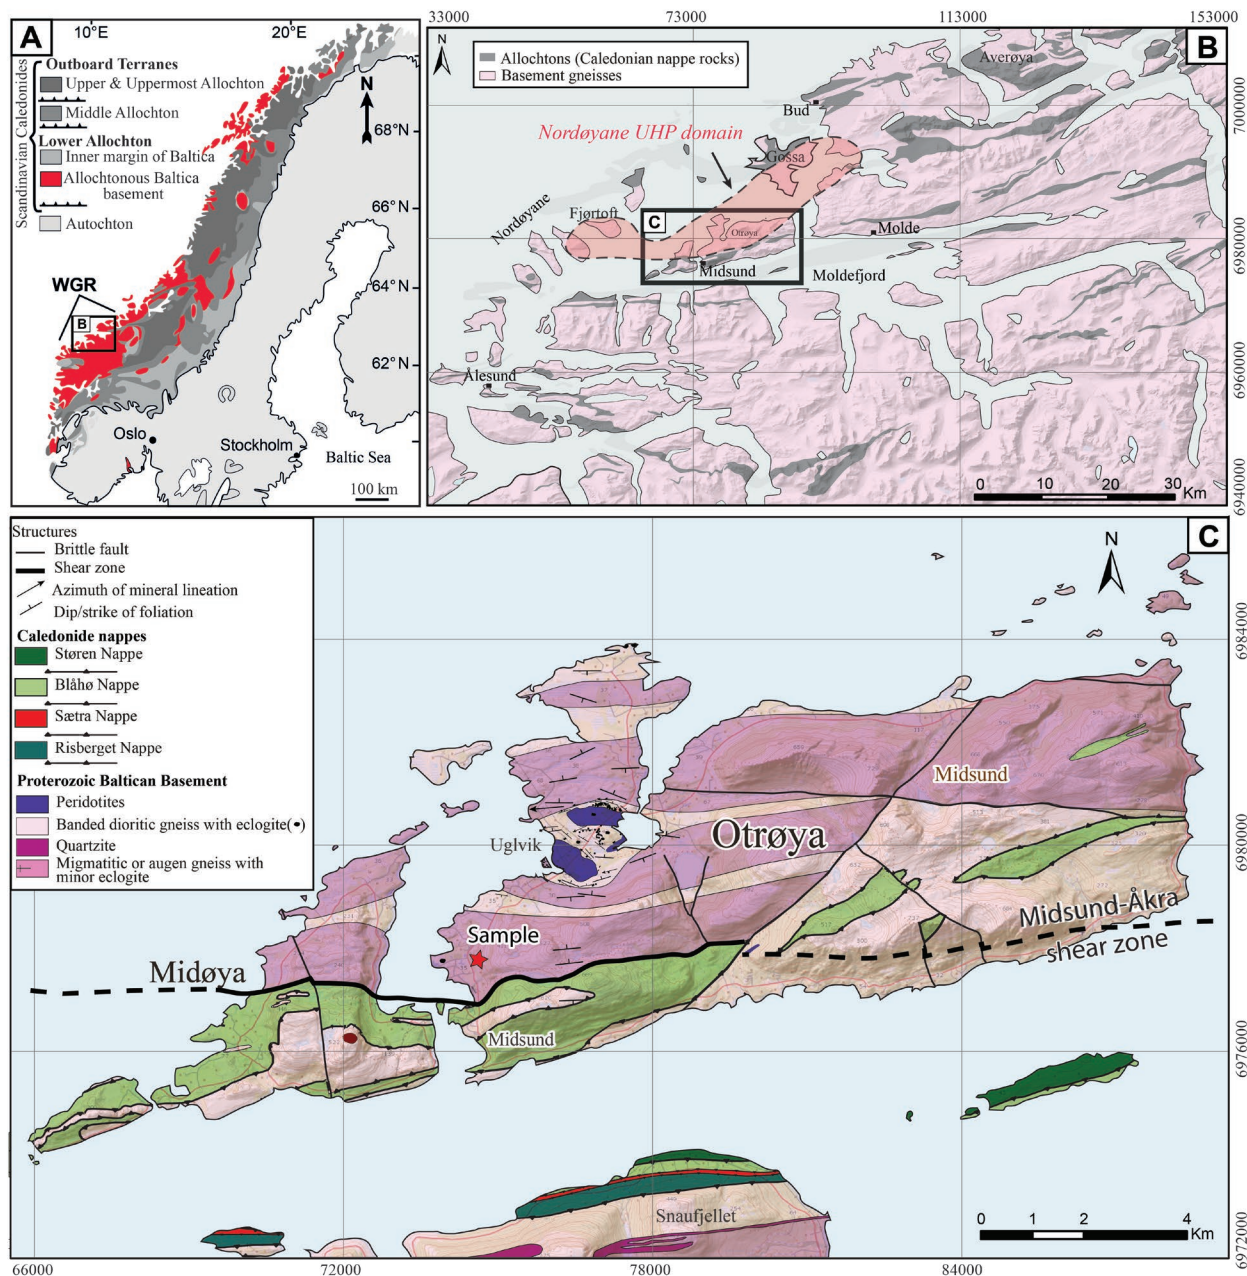 A
10°E
20°E
Scandinavian Caledonides
Outboard Terranes
Upper & Uppermost Allochton
Middle Allochton
Lower Allochton
Inner margin of Baltica
Allochtonous Baltica
basement
Autochton
N
68°N
66°N
64°N
62°N
WGR
B
Oslo
Stockholm
Baltic Sea
100 km
33000
73000
113000
153000
B
N
Allochtons (Caledonian nappe rocks)
Basement gneisses
Averøya
Bud
7000000
Nordøyane UHP domain
Gossa
Nordøyane
Fjørtoft
C
Otrøya
Molde
6980000
Midsund
Moldefjord
Ålesund
6960000
6940000
0 10 20 30 Km
C
N
Structures
Brittle fault
Shear zone
Azimuth of mineral lineation
Dip/strike of foliation
Caledonide nappes
Støren Nappe
Blåhø Nappe
Sætra Nappe
Risberget Nappe
Proterozoic Baltican Basement
Peridotites
Banded dioritic gneiss with eclogite( )
Quartzite
Migmatitic or augen gneiss with
minor eclogite
6984000
Midsund
Otrøya
Uglvik
6980000
Sample
Midsund-Åkra
shear zone
Midøya
Midsund
6976000
Snaufjellet
0 1 2 4
Km
6972000
66000
72000
78000
84000